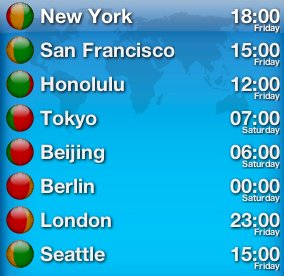 New York 18:00
Friday
San Francisco 15:00
Friday
Honolulu 12:00
Friday
Tokyo 07:00
Saturday
Beijing 06:00
Saturday
Berlin 00:00
Saturday
London 23:00
Friday
Seattle 15:00
Friday